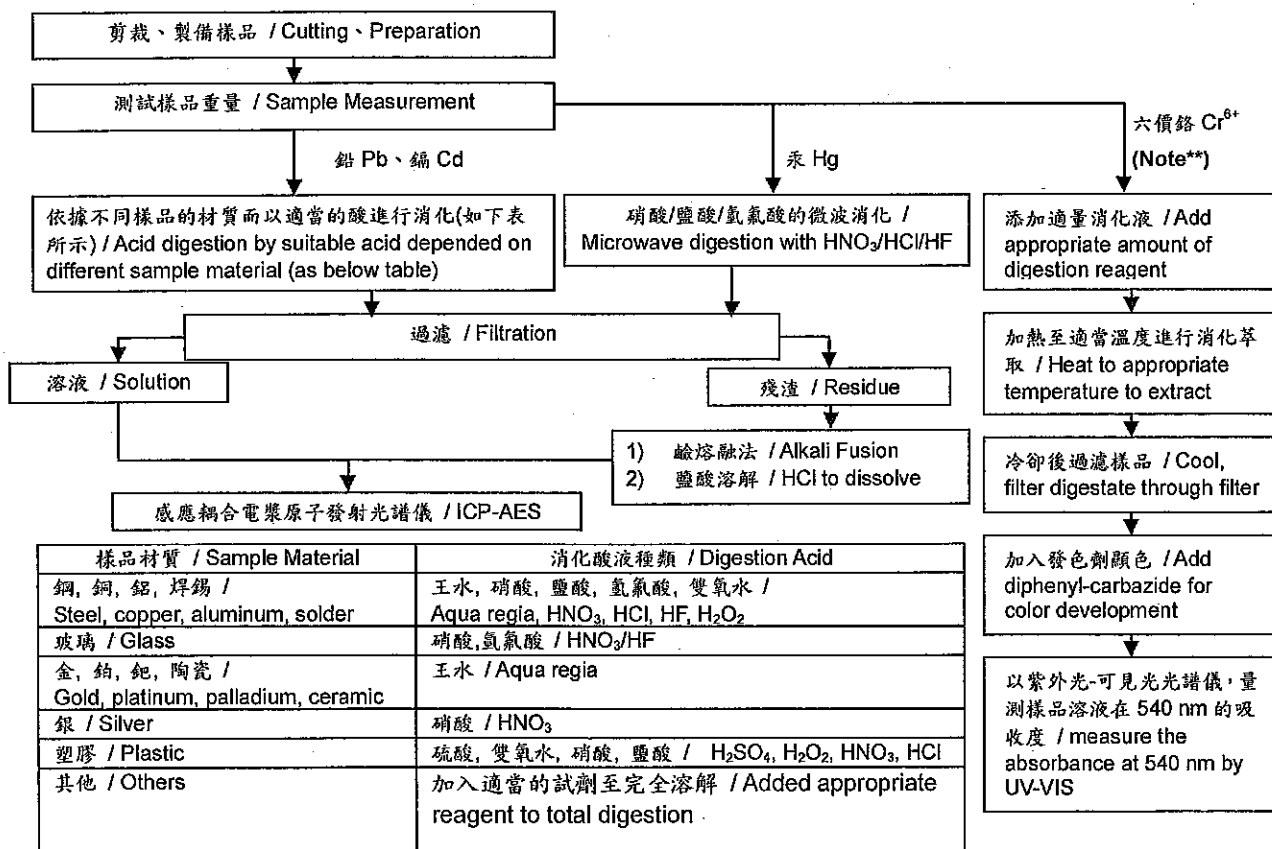 剪裁、製備樣品 / Cutting、Preparation
測試樣品重量 / Sample Measurement
鉛 Pb、鎘 Cd
汞 Hg
六價鉻 Cr⁶⁺
(Note**)
依據不同樣品的材質而以適當的酸進行消化(如下表
所示) / Acid digestion by suitable acid depended on
different sample material (as below table)
硝酸/鹽酸/氫氟酸的微波消化 /
Microwave digestion with HNO₃/HCl/HF
添加適量消化液 / Add
appropriate amount of
digestion reagent
過濾 / Filtration
溶液 / Solution
殘渣 / Residue
加熱至適當溫度進行消化萃
取 / Heat to appropriate
temperature to extract
1) 鹼熔融法 / Alkali Fusion
2) 鹽酸溶解 / HCl to dissolve
冷卻後過濾樣品 / Cool,
filter digestate through filter
感應耦合電漿原子發射光譜儀 / ICP-AES
加入發色劑顯色 / Add
diphenyl-carbazide for
color development
以紫外光-可見光光譜儀，量
測樣品溶液在 540 nm 的吸
收度 / measure the
absorbance at 540 nm by
UV-VIS
樣品材質 / Sample Material 消化酸液種類 / Digestion Acid
鋼, 銅, 鋁, 焊錫 / 王水, 硝酸, 鹽酸, 氫氟酸, 雙氧水 /
Steel, copper, aluminum, solder Aqua regia, HNO₃, HCl, HF, H₂O₂
玻璃 / Glass 硝酸,氫氟酸 / HNO₃/HF
金, 鉑, 鈀, 陶瓷 / 王水 / Aqua regia
Gold, platinum, palladium, ceramic
銀 / Silver 硝酸 / HNO₃
塑膠 / Plastic 硫酸, 雙氧水, 硝酸, 鹽酸 / H₂SO₄, H₂O₂, HNO₃, HCl
其他 / Others 加入適當的試劑至完全溶解 / Added appropriate
reagent to total digestion